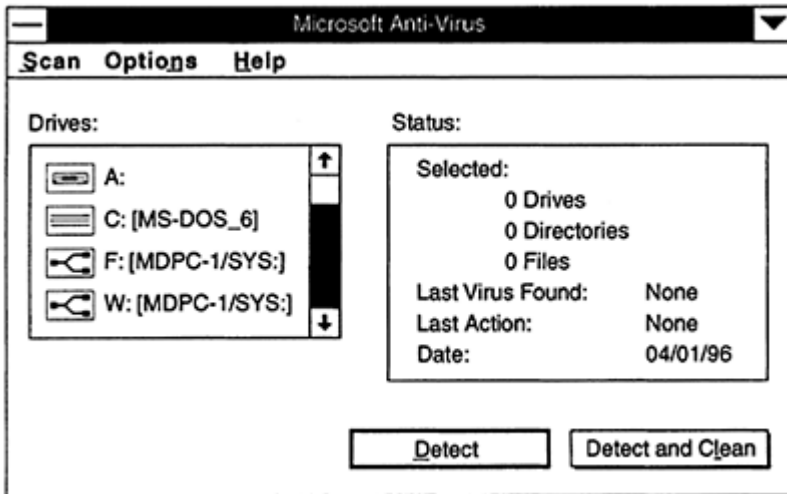 Microsoft Anti-Virus
Scan Options Help
Drives:
A:
C: [MS-DOS_6]
F: [MDPC-1/SYS:]
W: [MDPC-1/SYS:]
Status:
Selected:
0 Drives
0 Directories
0 Files
Last Virus Found: None
Last Action: None
Date: 04/01/96
Detect
Detect and Clean